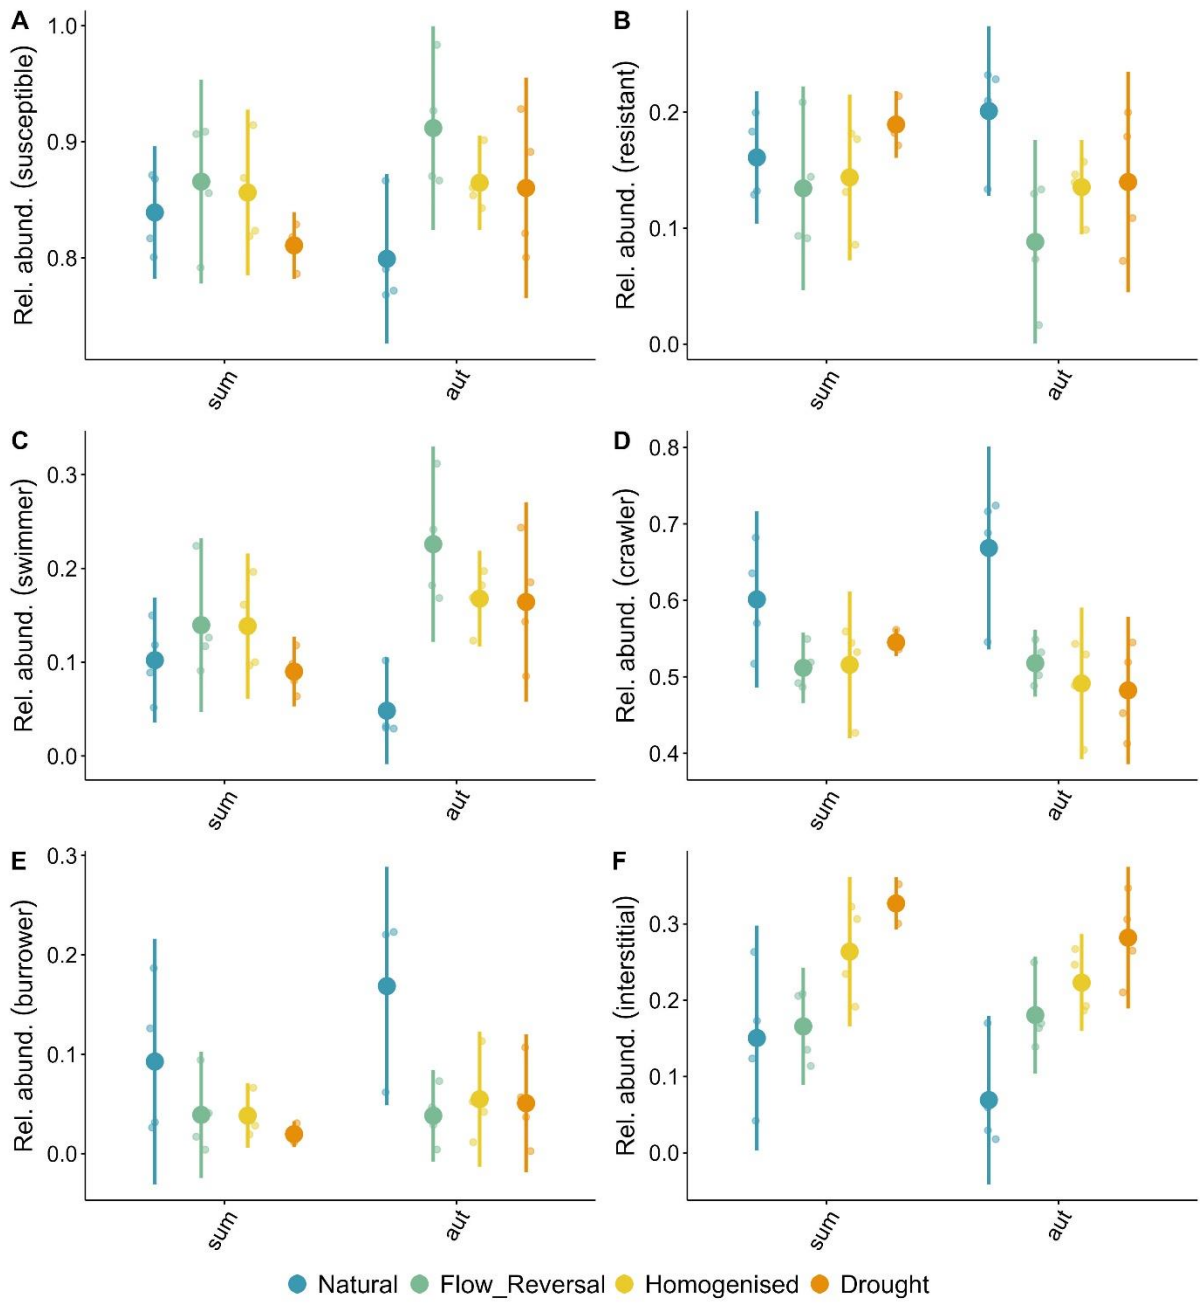 A
Rel. abund. (susceptible)
1.0
0.9
0.8
sum
aut
B
Rel. abund. (resistant)
0.2
0.1
0.0
sum
aut
C
Rel. abund. (swimmer)
0.3
0.2
0.1
0.0
sum
aut
D
Rel. abund. (crawler)
0.8
0.7
0.6
0.5
0.4
sum
aut
E
Rel. abund. (burrower)
0.3
0.2
0.1
0.0
sum
aut
F
Rel. abund. (interstitial)
0.3
0.2
0.1
0.0
sum
aut
Natural Flow_Reversal Homogenised Drought